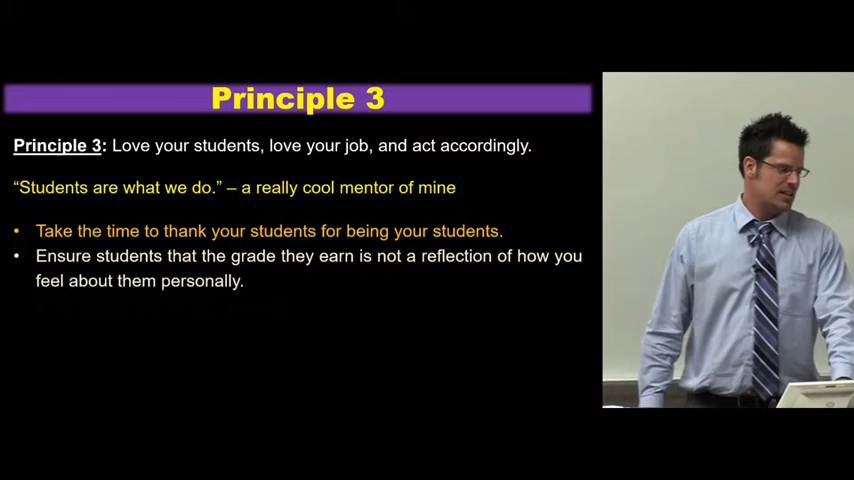 Principle 3
Principle 3: Love your students, love your job, and act accordingly.
“Students are what we do.” – a really cool mentor of mine
• Take the time to thank your students for being your students.
• Ensure students that the grade they earn is not a reflection of how you
feel about them personally.